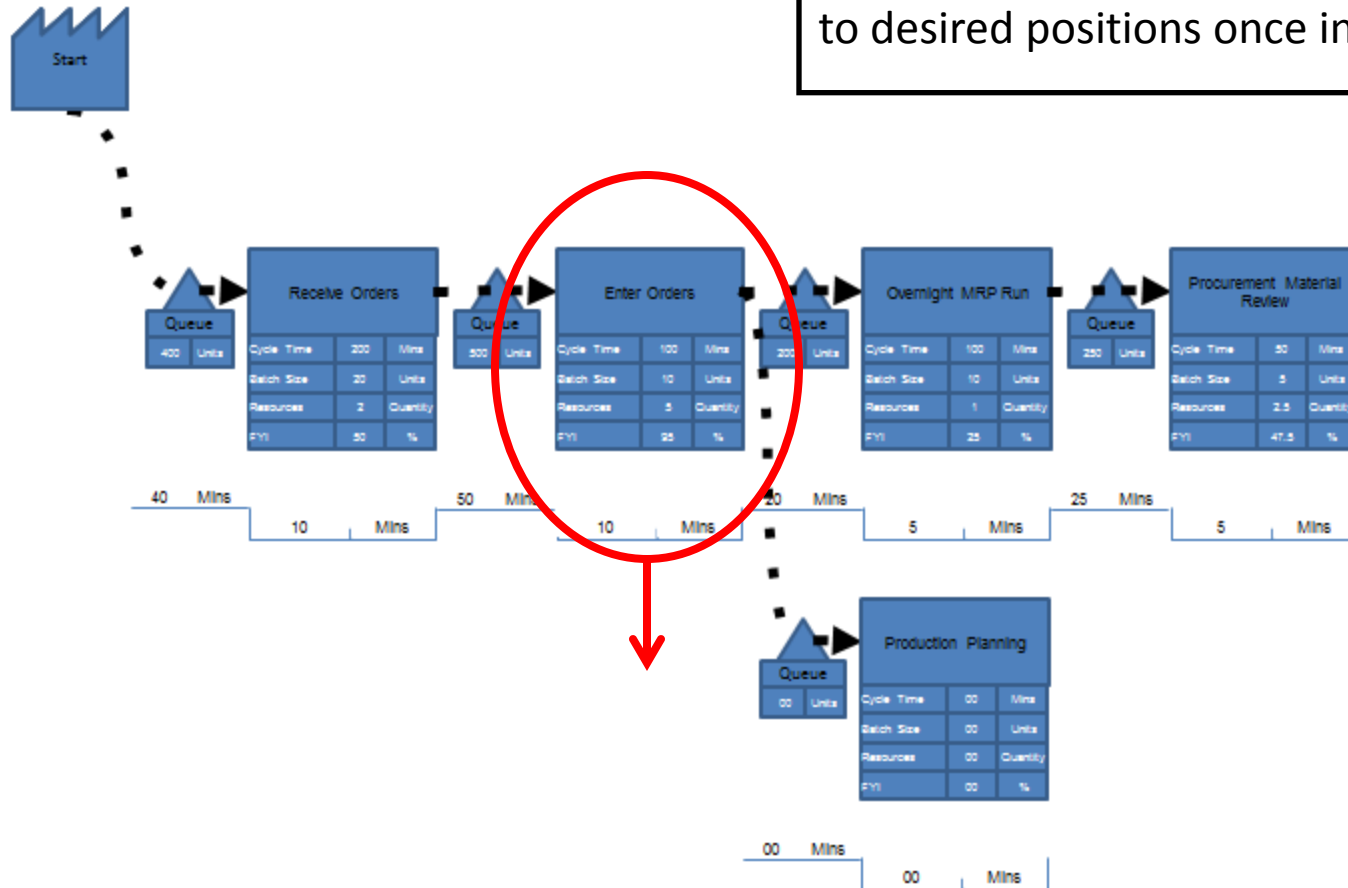 to desired positions once in
Start
Receive Orders
Enter Orders
Overnight MRP Run
Procurement Material
Review
Queue
Queue
Queue
Queue
400 Units
Cycle Time 200 Mins
500 Units
Cycle Time 100 Mins
200 Units
Cycle Time 100 Mins
250 Units
Cycle Time 50 Mins
Batch Size 20 Units
Batch Size 10 Units
Batch Size 10 Units
Batch Size 5 Units
Resources 2 Quantity
Resources 5 Quantity
Resources 1 Quantity
Resources 2.5 Quantity
FYI 50 %
FYI 95 %
FYI 25 %
FYI 47.5 %
40 Mins
50 Mins
20 Mins
25 Mins
10 Mins
10 Mins
5 Mins
5 Mins
Production Planning
Queue
00 Units
Cycle Time 00 Mins
Batch Size 00 Units
Resources 00 Quantity
FYI 00 %
00 Mins
00 Mins